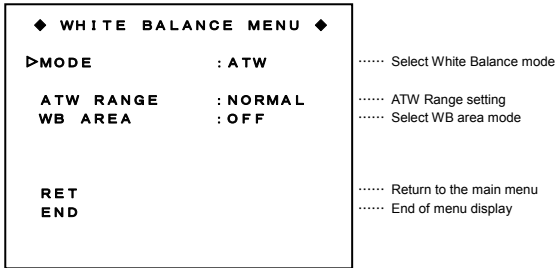 ◆ WHITE BALANCE MENU ◆
▷MODE :ATW ...... Select White Balance mode
ATW RANGE :NORMAL ...... ATW Range setting
WB AREA :OFF ...... Select WB area mode
RET ...... Return to the main menu
END ...... End of menu display